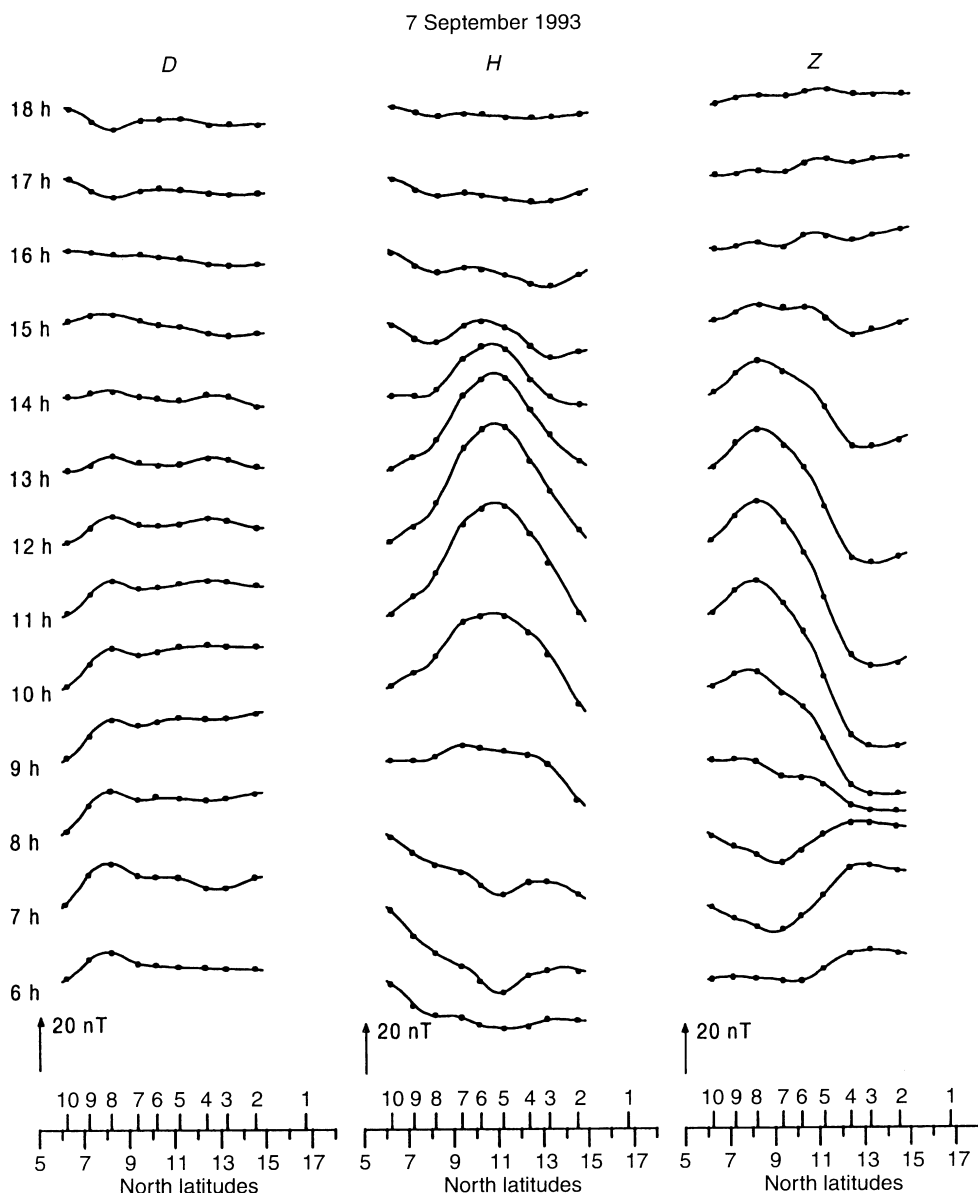 7 September 1993
D H Z
18 h
17 h
16 h
15 h
14 h
13 h
12 h
11 h
10 h
9 h
8 h
7 h
6 h
20 nT 20 nT 20 nT
10 9 8 7 6 5 4 3 2 1 10 9 8 7 6 5 4 3 2 1 10 9 8 7 6 5 4 3 2 1
5 7 9 11 13 15 17 5 7 9 11 13 15 17 5 7 9 11 13 15 17
North latitudes North latitudes North latitudes